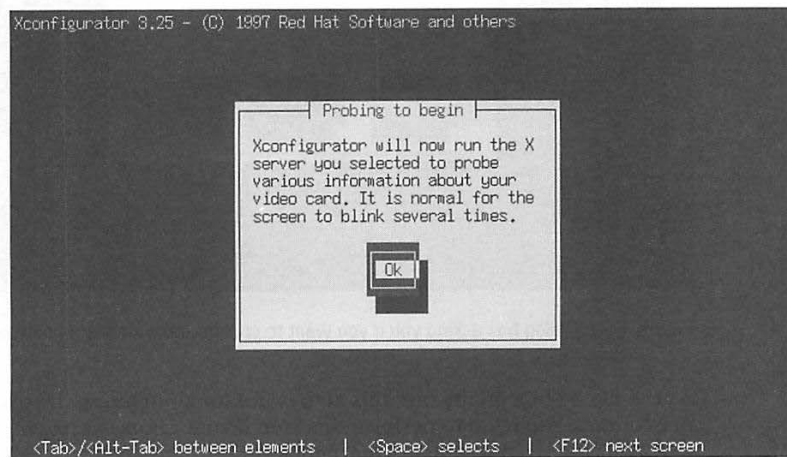 Xconfigurator 3.25 - (C) 1997 Red Hat Software and others
Probing to begin
Xconfigurator will now run the X
server you selected to probe
various information about your
video card. It is normal for the
screen to blink several times.
Ok
<Tab>/<Alt-Tab> between elements | <Space> selects | <F12> next screen